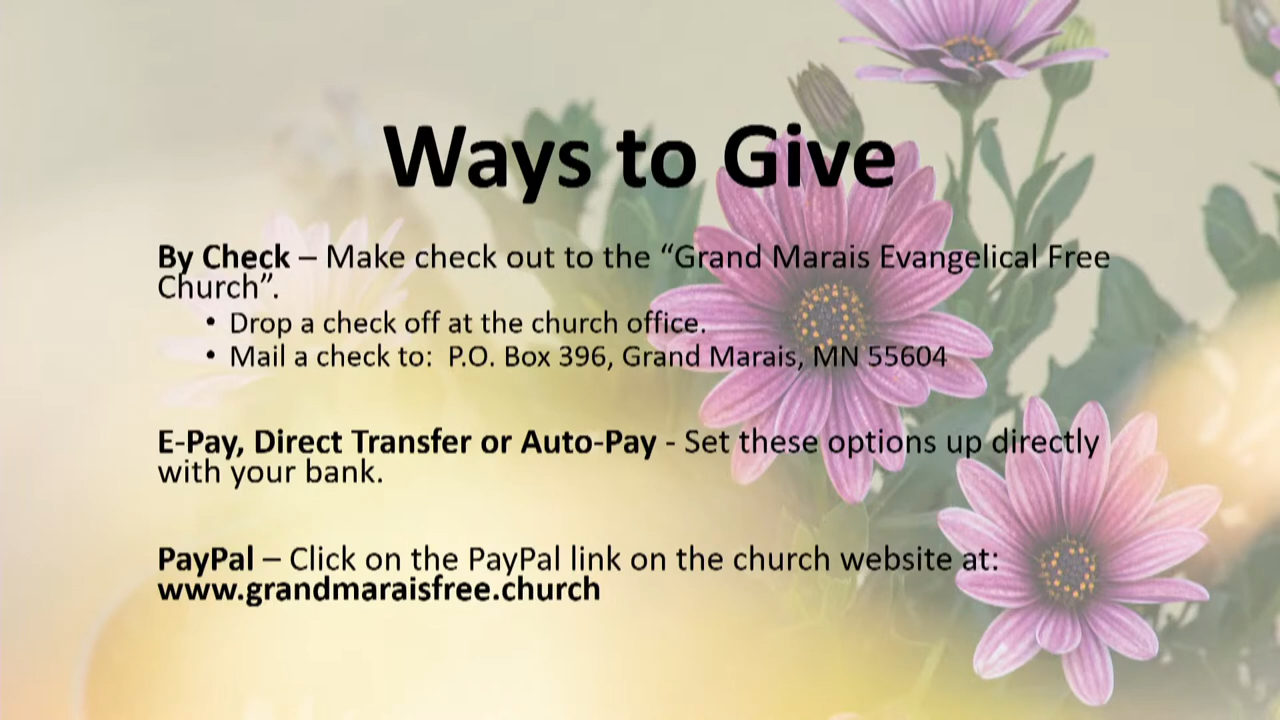 Ways to Give
By Check – Make check out to the “Grand Marais Evangelical Free
Church”.
• Drop a check off at the church office.
• Mail a check to:  P.O. Box 396, Grand Marais, MN 55604
E-Pay, Direct Transfer or Auto-Pay - Set these options up directly
with your bank.
PayPal – Click on the PayPal link on the church website at:
www.grandmaraisfree.church